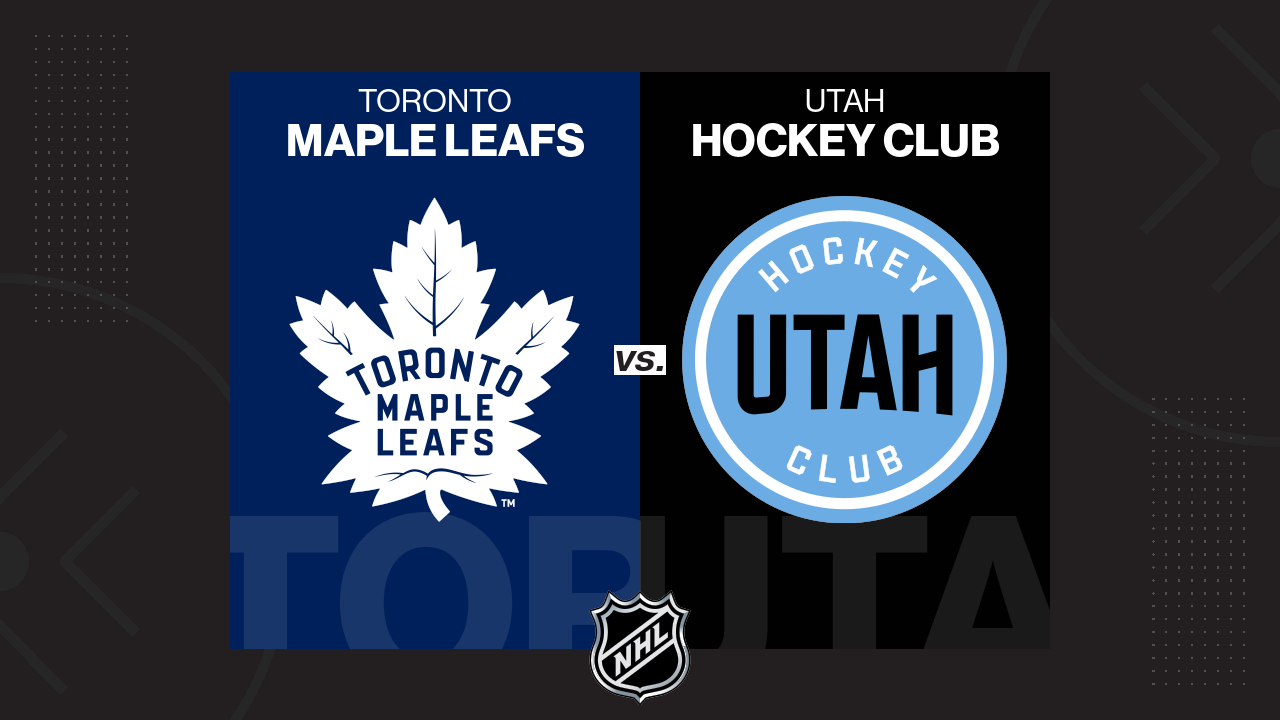 TORONTO
MAPLE LEAFS
UTAH
HOCKEY CLUB
TORONTO
MAPLE
LEAFS
TM
vs.
HOCKEY
UTAH
CLUB
TOR
UTA
NHL